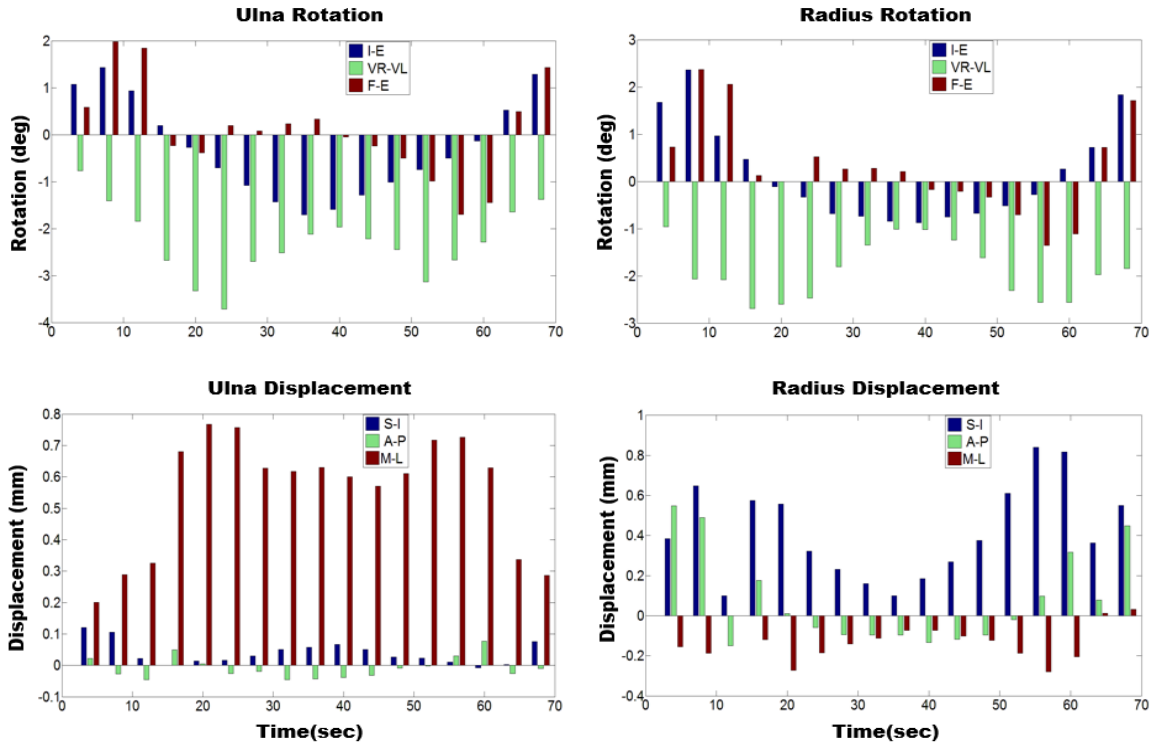 Ulna Rotation
Radius Rotation
Rotation (deg)
2
1
0
-1
-2
-3
-4
I-E
VR-VL
F-E
0 10 20 30 40 50 60 70
Rotation (deg)
3
2
1
0
-1
-2
-3
I-E
VR-VL
F-E
0 10 20 30 40 50 60 70
Ulna Displacement
Radius Displacement
Displacement (mm)
0.8
0.7
0.6
0.5
0.4
0.3
0.2
0.1
0
-0.1
S-I
A-P
M-L
0 10 20 30 40 50 60 70
Time(sec)
Displacement (mm)
1
0.8
0.6
0.4
0.2
0
-0.2
-0.4
S-I
A-P
M-L
0 10 20 30 40 50 60 70
Time(sec)